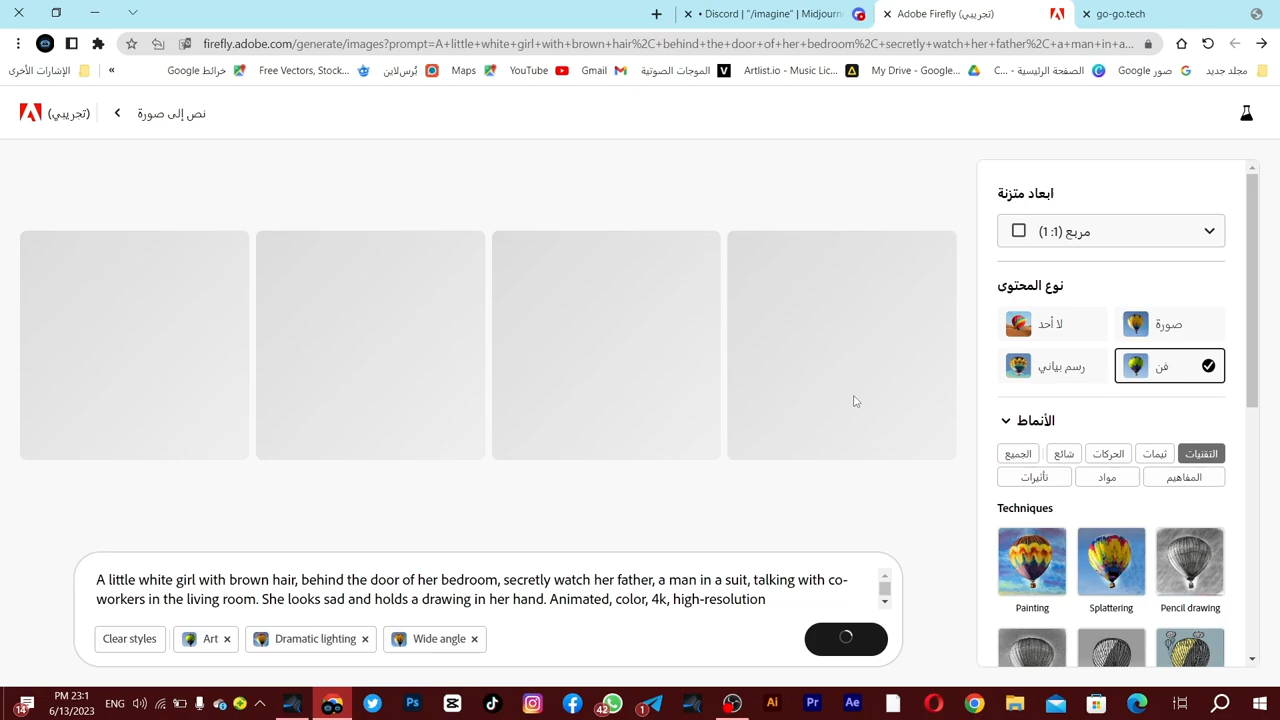 • Discord | "/imagine" | Midjourn
Adobe Firefly (تجريبي)
go-go.tech
firefly.adobe.com/generate/images?prompt=A+little+white+girl+with+brown+hair%2C+behind+the+door+of+her+bedroom%2C+secretly+watch+her+father%2C+a+man+in+a...
الإشارات الأخرى
«
خرائط Google
Free Vectors, Stock...
بُرس‌لاين
Maps
YouTube
Gmail
الموجات الصوتية
Artlist.io - Music Lic...
My Drive - Google...
الصفحة الرئيسية - C...
صور Google
مجلد جديد
(تجريبي)
نص إلى صورة
ابعاد متزنة
مربع (1: 1)
نوع المحتوى
لا أحد
صورة
رسم بياني
فن
الأنماط
الجميع
شائع
الحركات
ثيمات
التقنيات
تأثيرات
مواد
المفاهيم
Techniques
Painting
Splattering
Pencil drawing
A little white girl with brown hair, behind the door of her bedroom, secretly watch her father, a man in a suit, talking with co-
workers in the living room. She looks sad and holds a drawing in her hand. Animated, color, 4k, high-resolution
Clear styles
Art
Dramatic lighting
Wide angle
14
PM 23:1
6/13/2023
ENG
Ps
42
1
Ai
Pr
Ae